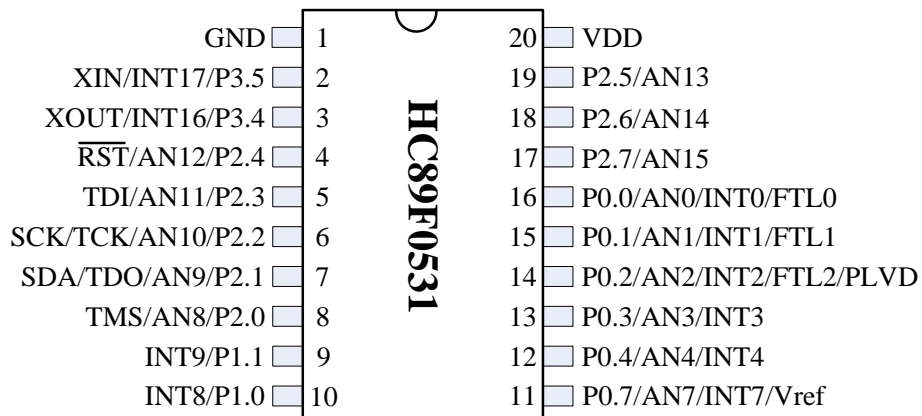 GND 1 20 VDD
XIN/INT17/P3.5 2 19 P2.5/AN13
XOUT/INT16/P3.4 3 18 P2.6/AN14
RST/AN12/P2.4 4 17 P2.7/AN15
TDI/AN11/P2.3 5 16 P0.0/AN0/INT0/FTL0
SCK/TCK/AN10/P2.2 6 15 P0.1/AN1/INT1/FTL1
SDA/TDO/AN9/P2.1 7 14 P0.2/AN2/INT2/FTL2/PLVD
TMS/AN8/P2.0 8 13 P0.3/AN3/INT3
INT9/P1.1 9 12 P0.4/AN4/INT4
INT8/P1.0 10 11 P0.7/AN7/INT7/Vref
HC89F0531